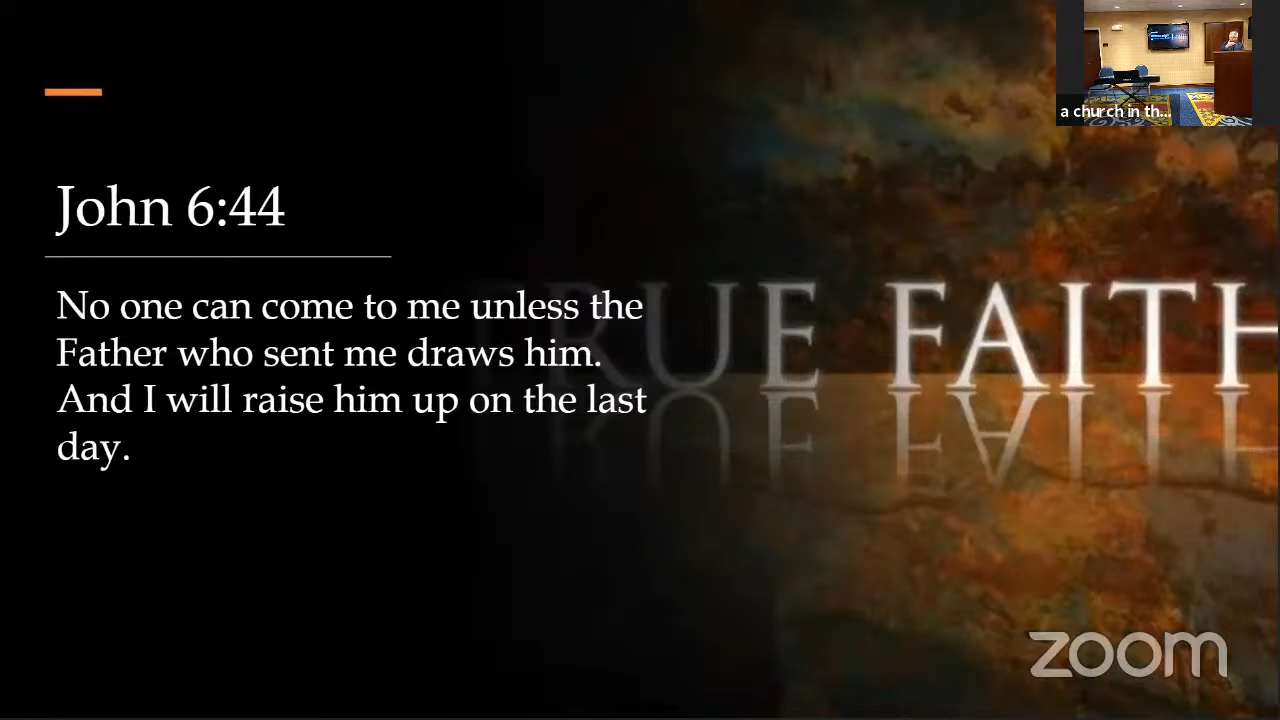 a church in th...
John 6:44
No one can come to me unless the
Father who sent me draws him.
And I will raise him up on the last
day.
TRUE FAITH
zoom